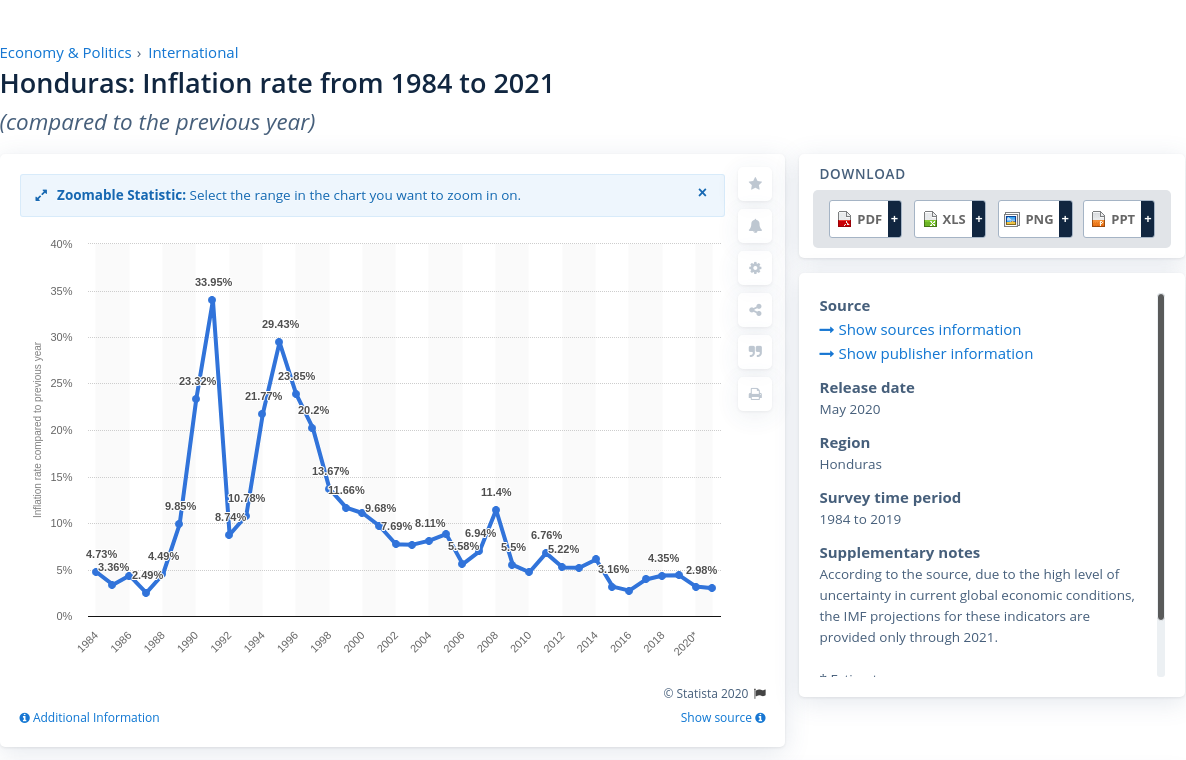 Economy & Politics › International
Honduras: Inflation rate from 1984 to 2021
(compared to the previous year)
Zoomable Statistic: Select the range in the chart you want to zoom in on.
×
Inflation rate compared to previous year
40%
35%
30%
25%
20%
15%
10%
5%
0%
4.73%
3.36%
2.49%
4.49%
9.85%
23.32%
33.95%
8.74%
10.78%
21.77%
29.43%
23.85%
20.2%
13.67%
11.66%
9.68%
7.69%
8.11%
5.58%
6.94%
11.4%
5.5%
6.76%
5.22%
3.16%
4.35%
2.98%
1984
1986
1988
1990
1992
1994
1996
1998
2000
2002
2004
2006
2008
2010
2012
2014
2016
2018
2020*
© Statista 2020
Additional Information
Show source
DOWNLOAD
PDF +
XLS +
PNG +
PPT +
Source
Show sources information
Show publisher information
Release date
May 2020
Region
Honduras
Survey time period
1984 to 2019
Supplementary notes
According to the source, due to the high level of
uncertainty in current global economic conditions,
the IMF projections for these indicators are
provided only through 2021.